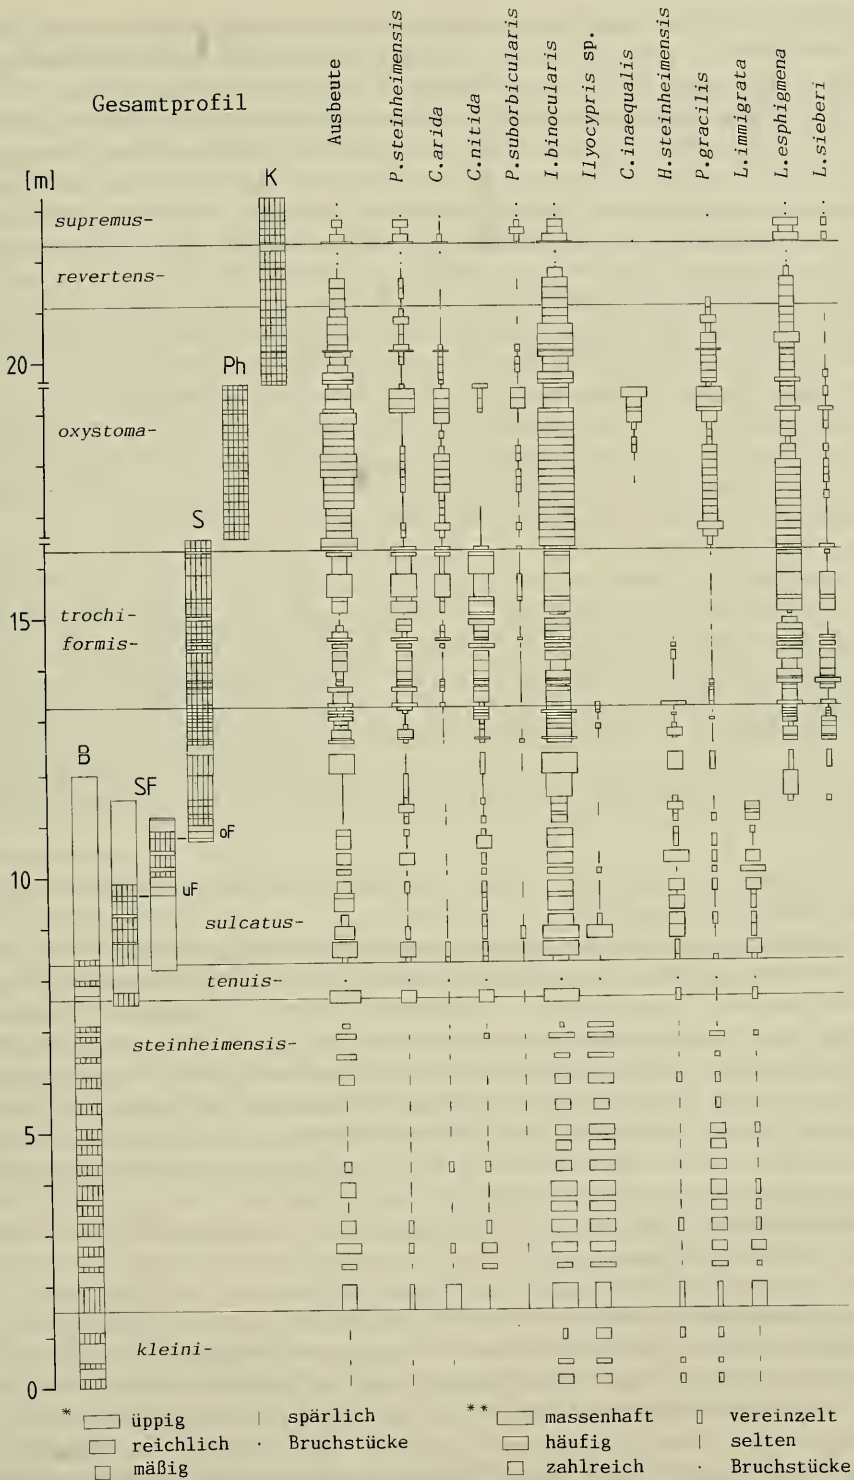 Gesamtprofil
Ausbeute
P.steinheimensis
C.arida
C.nitida
P.suborbicularis
I.binocularis
Ilyocypris sp.
C.inaequalis
H.steinheimensis
P.gracilis
L.immigrata
L.esphigmena
L.sieberi
[m]
K
supremus-
revertens-
20
Ph
oxystoma-
S
15
trochi-
formis-
B
SF
oF
10
uF
sulcatus-
tenuis-
steinheimensis-
5
kleini-
0
* üppig | spärlich
reichlich · Bruchstücke
mäßig
** massenhaft vereinzelt
häufig | selten
zahlreich · Bruchstücke